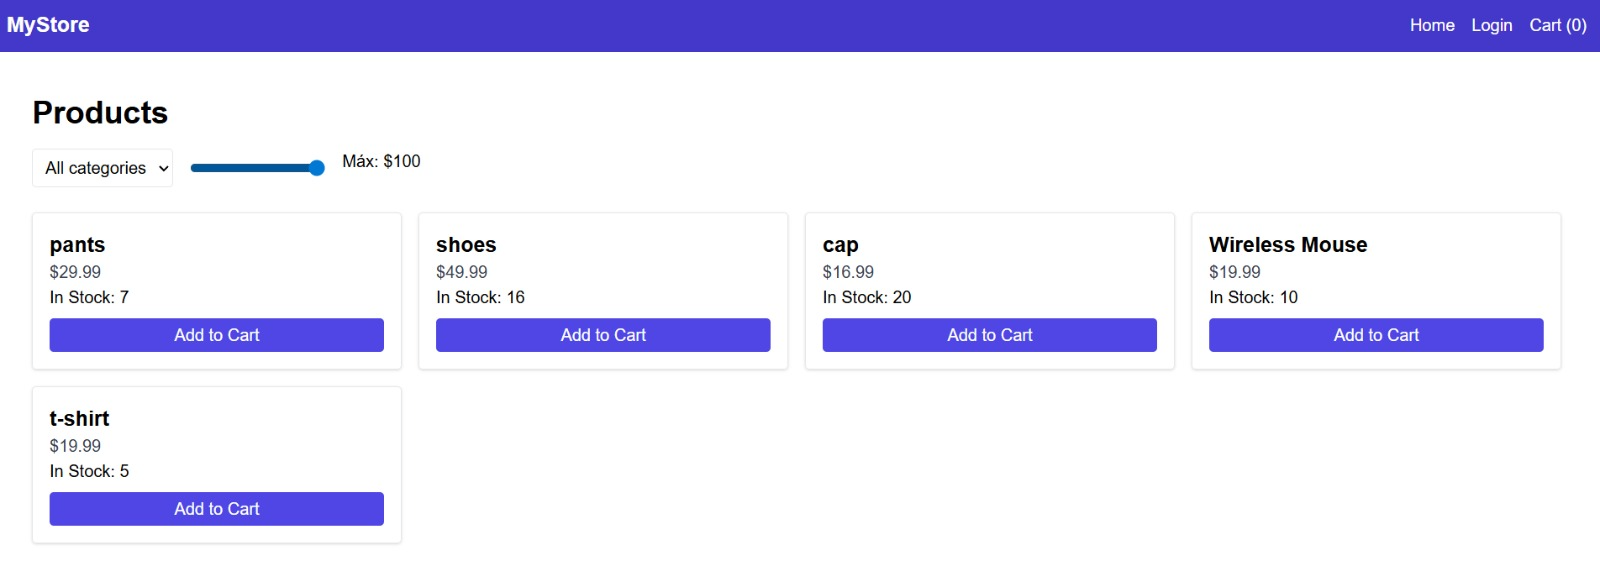 MyStore
Home Login Cart (0)
Products
All categories
Máx: $100
pants
$29.99
In Stock: 7
Add to Cart
shoes
$49.99
In Stock: 16
Add to Cart
cap
$16.99
In Stock: 20
Add to Cart
Wireless Mouse
$19.99
In Stock: 10
Add to Cart
t-shirt
$19.99
In Stock: 5
Add to Cart